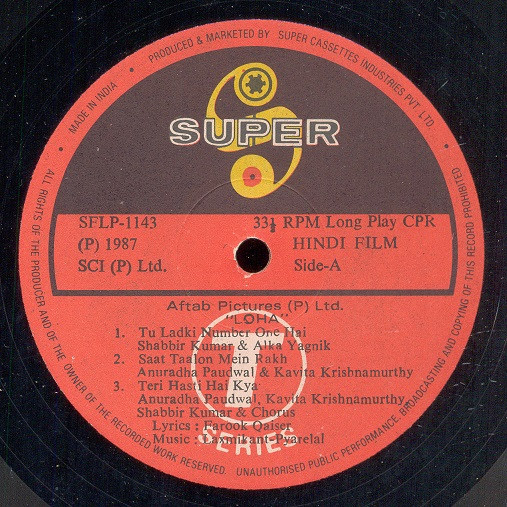 MADE IN INDIA • PRODUCED & MARKETED BY SUPER CASSETTES INDUSTRIES PVT LTD.
SUPER
SFLP-1143 33⅓ RPM Long Play CPR
(P) 1987 HINDI FILM
SCI (P) Ltd. Side-A
Aftab Pictures (P) Ltd.
"LOHA"
1. Tu Ladki Number One Hai
Shabbir Kumar & Alka Yagnik
2. Saat Taalon Mein Rakh
Anuradha Paudwal & Kavita Krishnamurthy
3. Teri Hasti Hai Kya
Anuradha Paudwal, Kavita Krishnamurthy,
Shabbir Kumar & Chorus
Lyrics : Farook Qaiser
Music : Laxmikant-Pyarelal
T
SERIES
ALL RIGHTS OF THE PRODUCER AND OF THE OWNER OF THE RECORDED WORK RESERVED. UNAUTHORISED PUBLIC PERFORMANCE, BROADCASTING AND COPYING OF THIS RECORD PROHIBITED